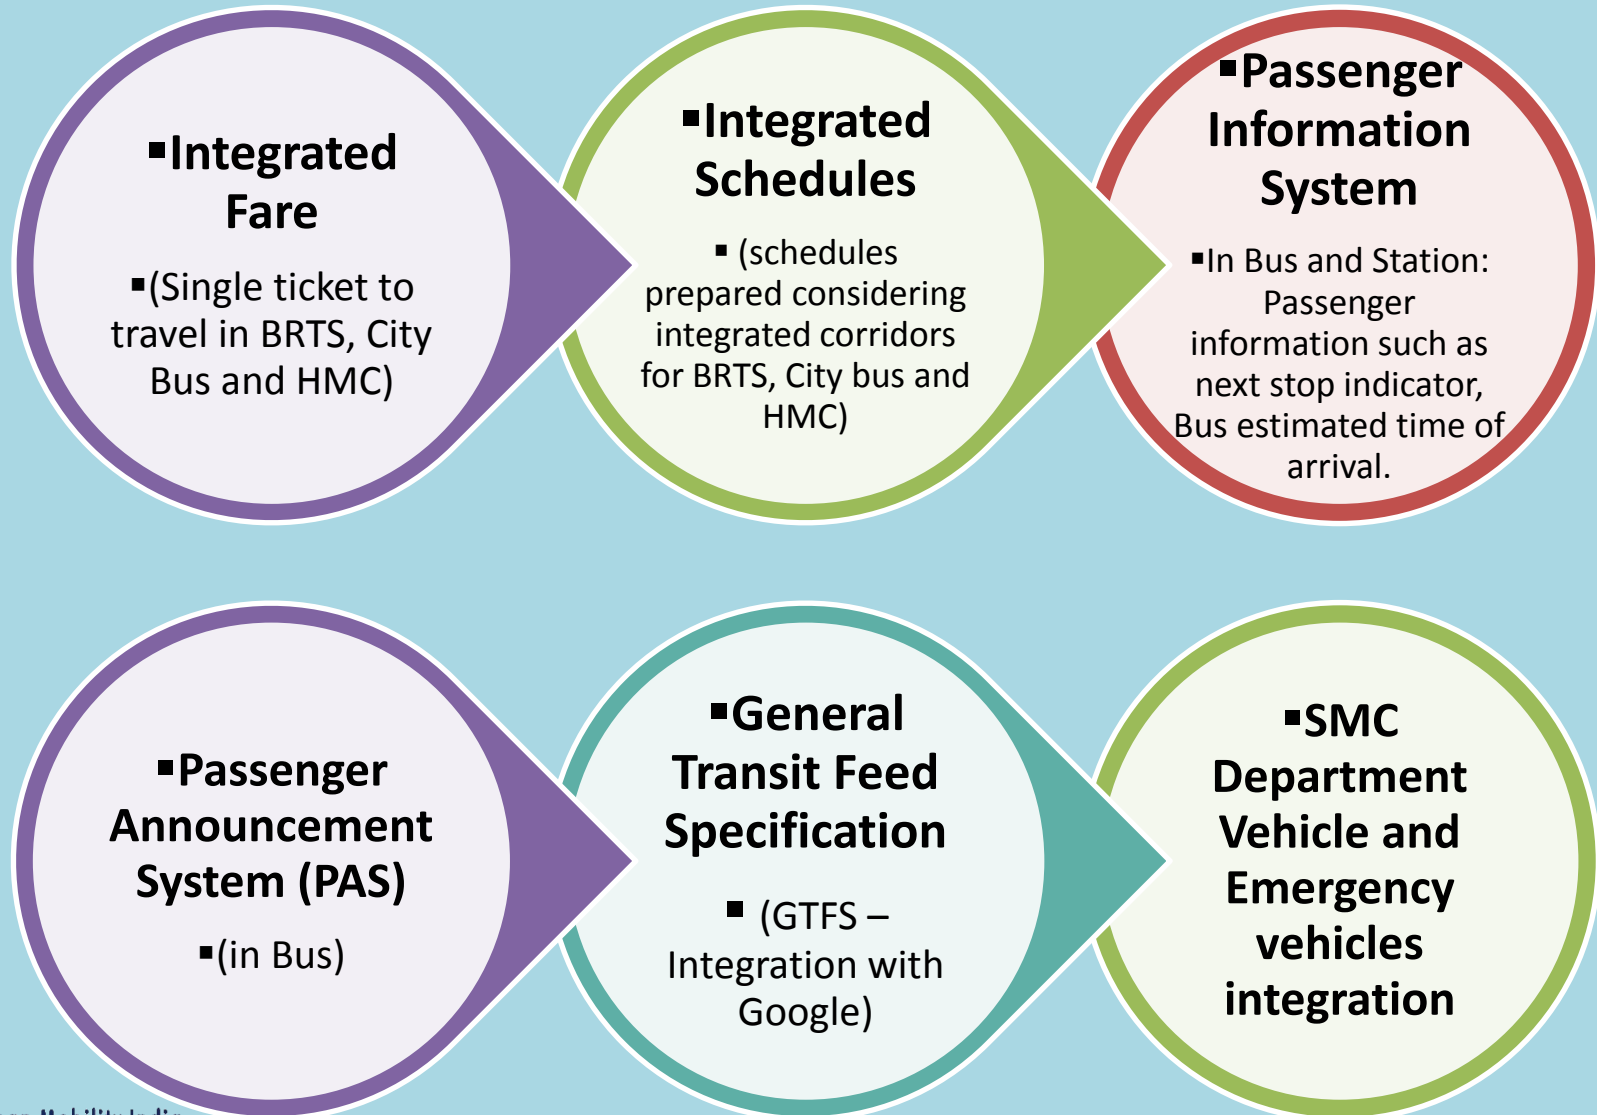 ▪Integrated
Fare
▪(Single ticket to
travel in BRTS, City
Bus and HMC)
▪Integrated
Schedules
▪ (schedules
prepared considering
integrated corridors
for BRTS, City bus and
HMC)
▪Passenger
Information
System
▪In Bus and Station:
Passenger
information such as
next stop indicator,
Bus estimated time of
arrival.
▪Passenger
Announcement
System (PAS)
▪(in Bus)
▪General
Transit Feed
Specification
▪ (GTFS –
Integration with
Google)
▪SMC
Department
Vehicle and
Emergency
vehicles
integration
Mobility India